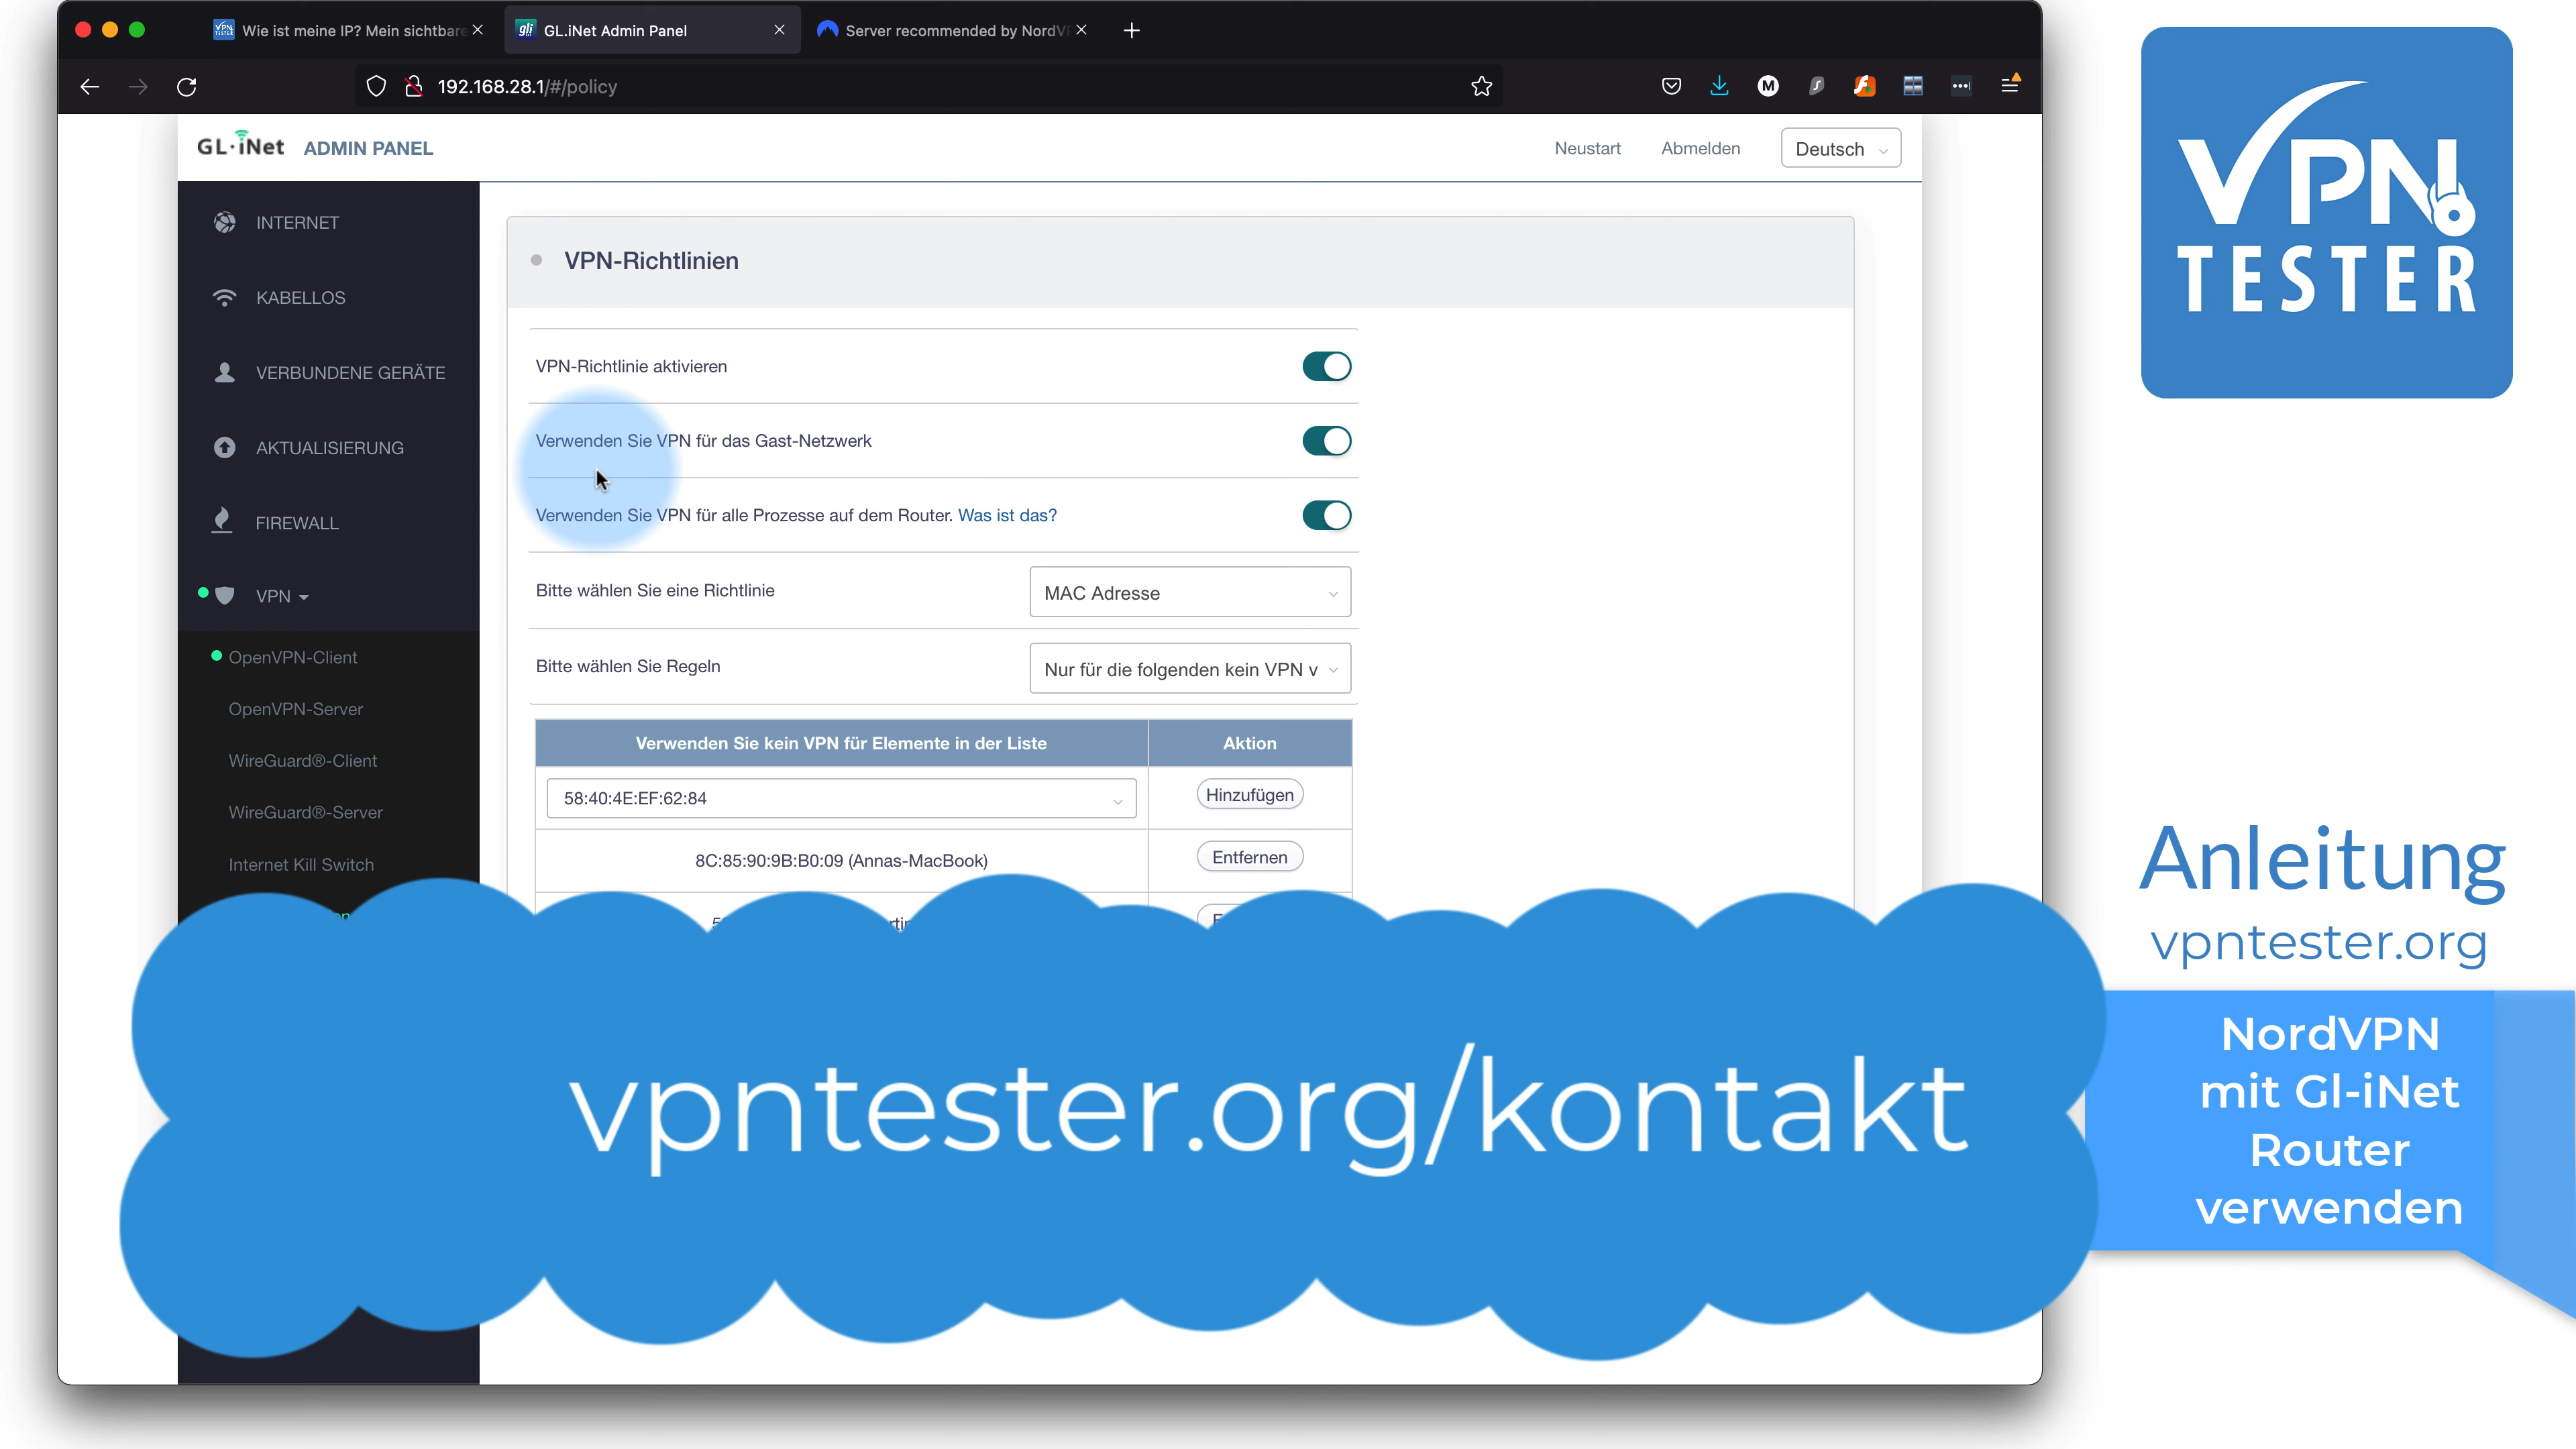 Wie ist meine IP? Mein sichtbare
GL.iNet Admin Panel
Server recommended by NordV
192.168.28.1/#/policy
GL·iNet ADMIN PANEL
Neustart
Abmelden
Deutsch
INTERNET
KABELLOS
VERBUNDENE GERÄTE
AKTUALISIERUNG
FIREWALL
VPN
OpenVPN-Client
OpenVPN-Server
WireGuard®-Client
WireGuard®-Server
Internet Kill Switch
VPN-Richtlinien
VPN-Richtlinie aktivieren
Verwenden Sie VPN für das Gast-Netzwerk
Verwenden Sie VPN für alle Prozesse auf dem Router. Was ist das?
Bitte wählen Sie eine Richtlinie
MAC Adresse
Bitte wählen Sie Regeln
Nur für die folgenden kein VPN v
Verwenden Sie kein VPN für Elemente in der Liste
Aktion
58:40:4E:EF:62:84
Hinzufügen
8C:85:90:9B:B0:09 (Annas-MacBook)
Entfernen
vpntester.org/kontakt
VPN
TESTER
Anleitung
vpntester.org
NordVPN
mit Gl-iNet
Router
verwenden